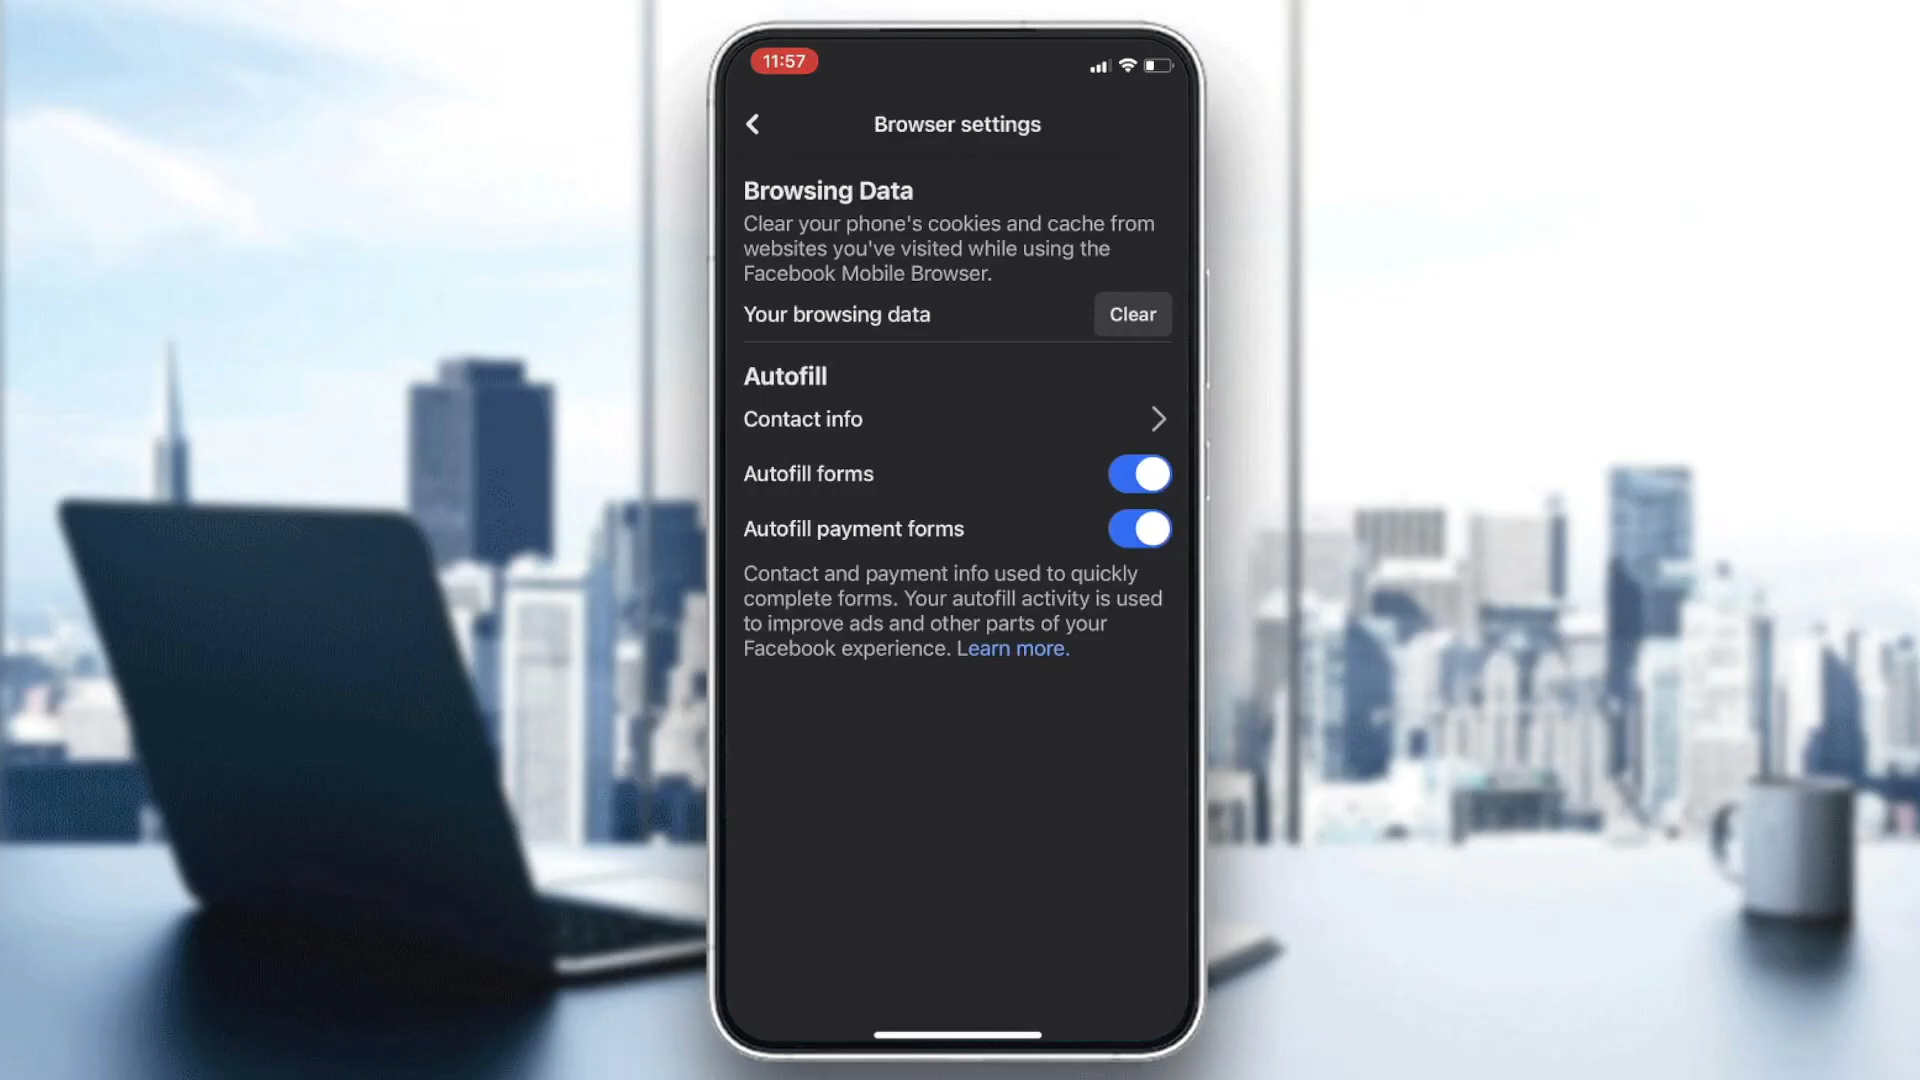 11:57
Browser settings
Browsing Data
Clear your phone's cookies and cache from
websites you've visited while using the
Facebook Mobile Browser.
Your browsing data
Clear
Autofill
Contact info
Autofill forms
Autofill payment forms
Contact and payment info used to quickly
complete forms. Your autofill activity is used
to improve ads and other parts of your
Facebook experience. Learn more.